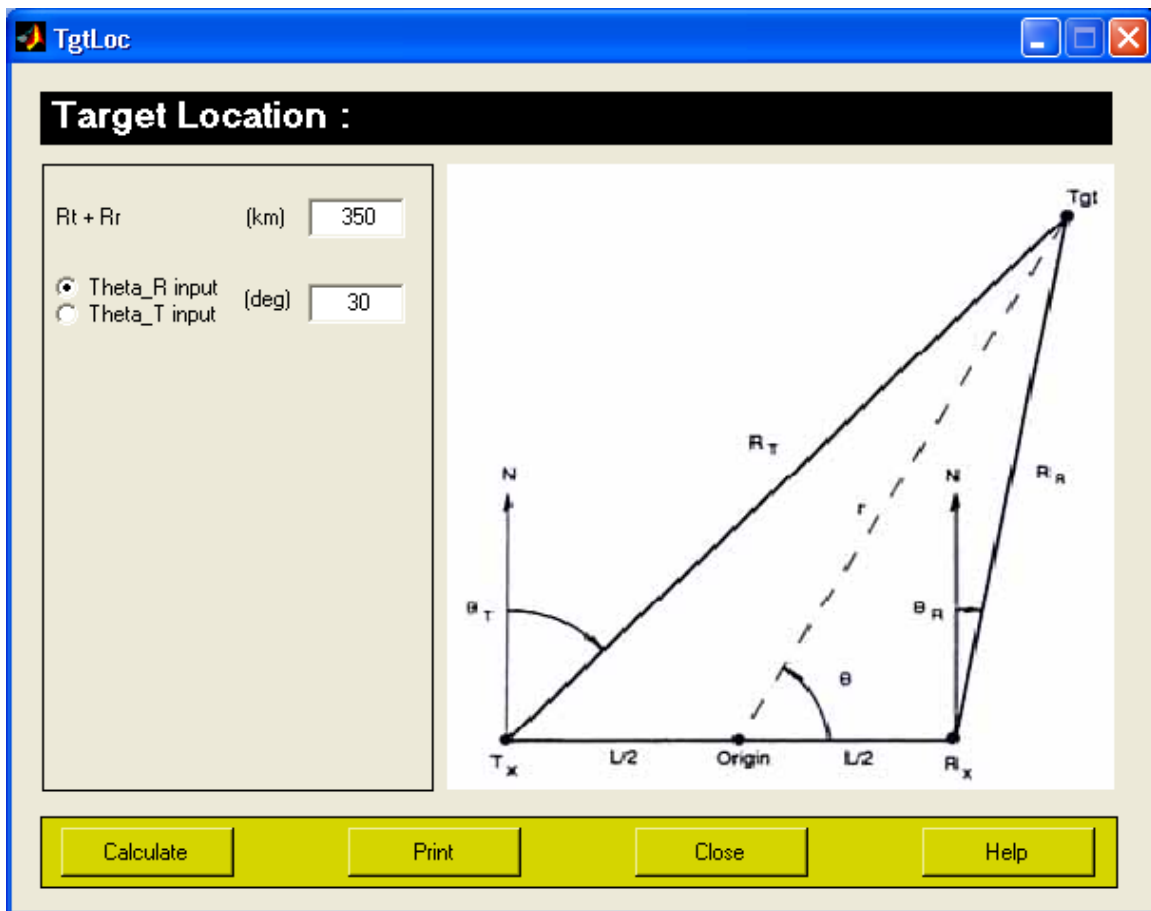 TgtLoc
Target Location :
Rt + Rr (km) 350
Theta_R input
(deg) 30
Theta_T input
Tgt
R T
R R
N
N
r
θ T
θ R
θ
T x
L/2
Origin
L/2
R x
Calculate
Print
Close
Help